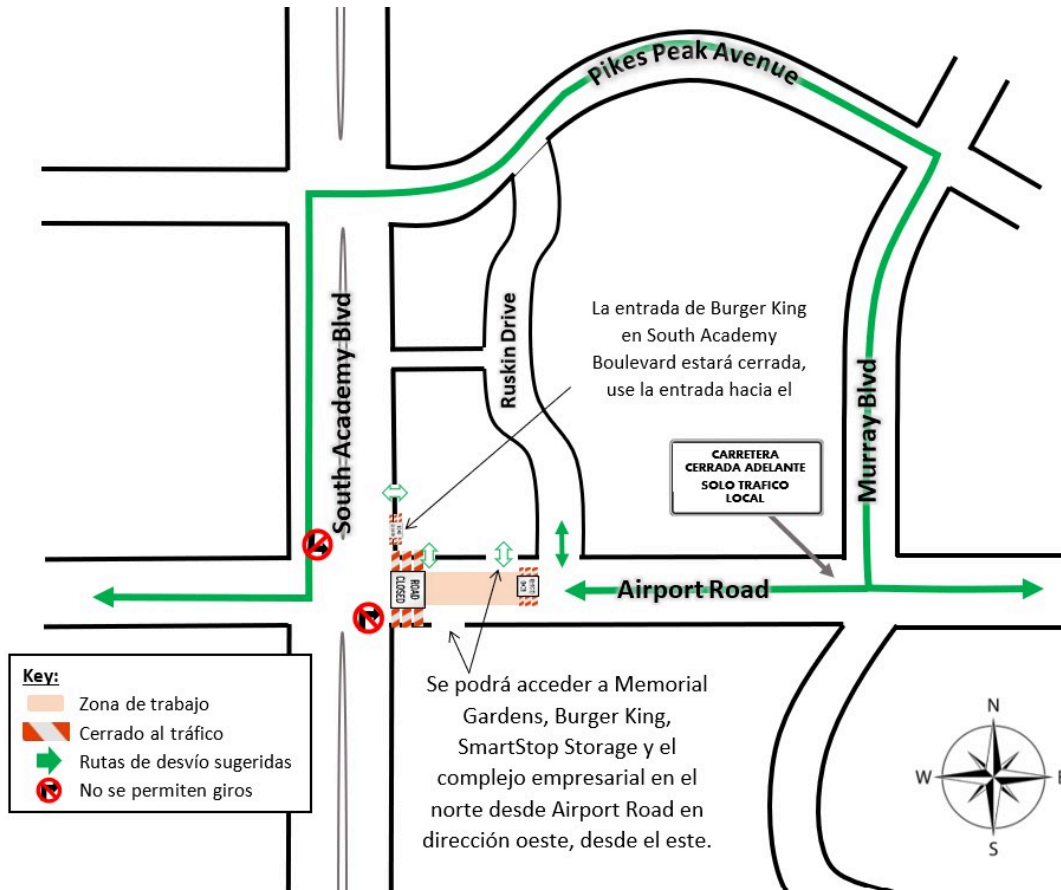 Pikes Peak Avenue
South Academy Blvd
Ruskin Drive
La entrada de Burger King
en South Academy
Boulevard estará cerrada,
use la entrada hacia el
Murray Blvd
CARRETERA
CERRADA ADELANTE
SOLO TRAFICO
LOCAL
ROAD
CLOSED
Airport Road
Key:
Zona de trabajo
Cerrado al tráfico
Rutas de desvío sugeridas
No se permiten giros
Se podrá acceder a Memorial
Gardens, Burger King,
SmartStop Storage y el
complejo empresarial en el
norte desde Airport Road en
dirección oeste, desde el este.
N
W
E
S